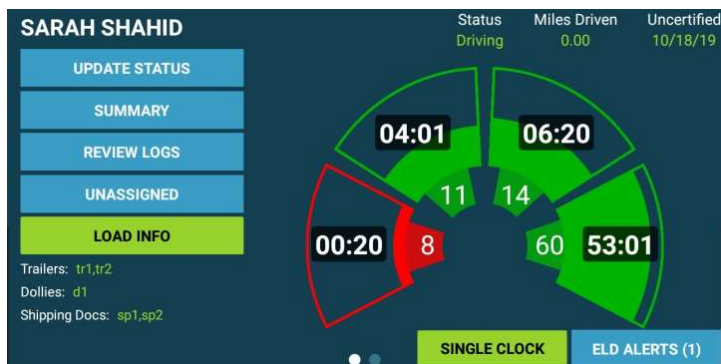 SARAH SHAHID
Status Miles Driven Uncertified
Driving 0.00 10/18/19
UPDATE STATUS
SUMMARY
REVIEW LOGS
UNASSIGNED
LOAD INFO
Trailers: tr1,tr2
Dollies: d1
Shipping Docs: sp1,sp2
04:01 06:20
11 14
00:20 8 60 53:01
SINGLE CLOCK ELD ALERTS (1)